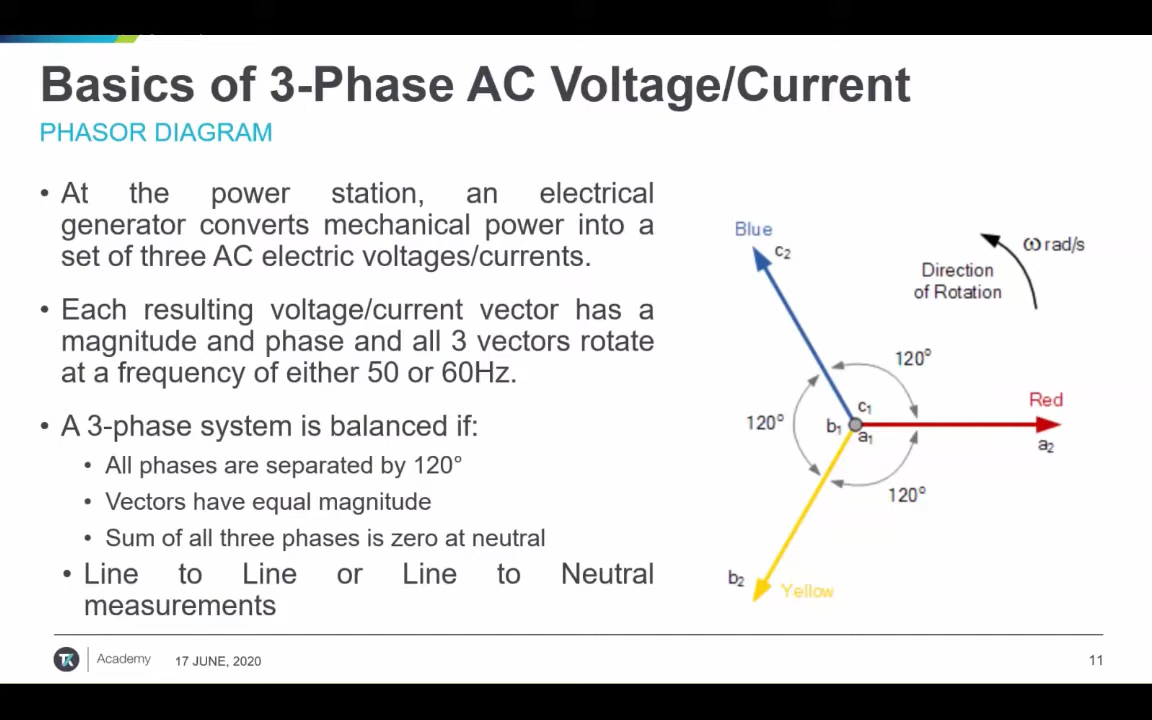 Basics of 3-Phase AC Voltage/Current
PHASOR DIAGRAM
• At the power station, an electrical
generator converts mechanical power into a
set of three AC electric voltages/currents.
• Each resulting voltage/current vector has a
magnitude and phase and all 3 vectors rotate
at a frequency of either 50 or 60Hz.
• A 3-phase system is balanced if:
• All phases are separated by 120°
• Vectors have equal magnitude
• Sum of all three phases is zero at neutral
• Line to Line or Line to Neutral
measurements
Blue
c₂
ω rad/s
Direction
of Rotation
120°
120°
c₁
b₁
a₁
Red
a₂
120°
b₂
Yellow
TK
Academy
17 JUNE, 2020
11